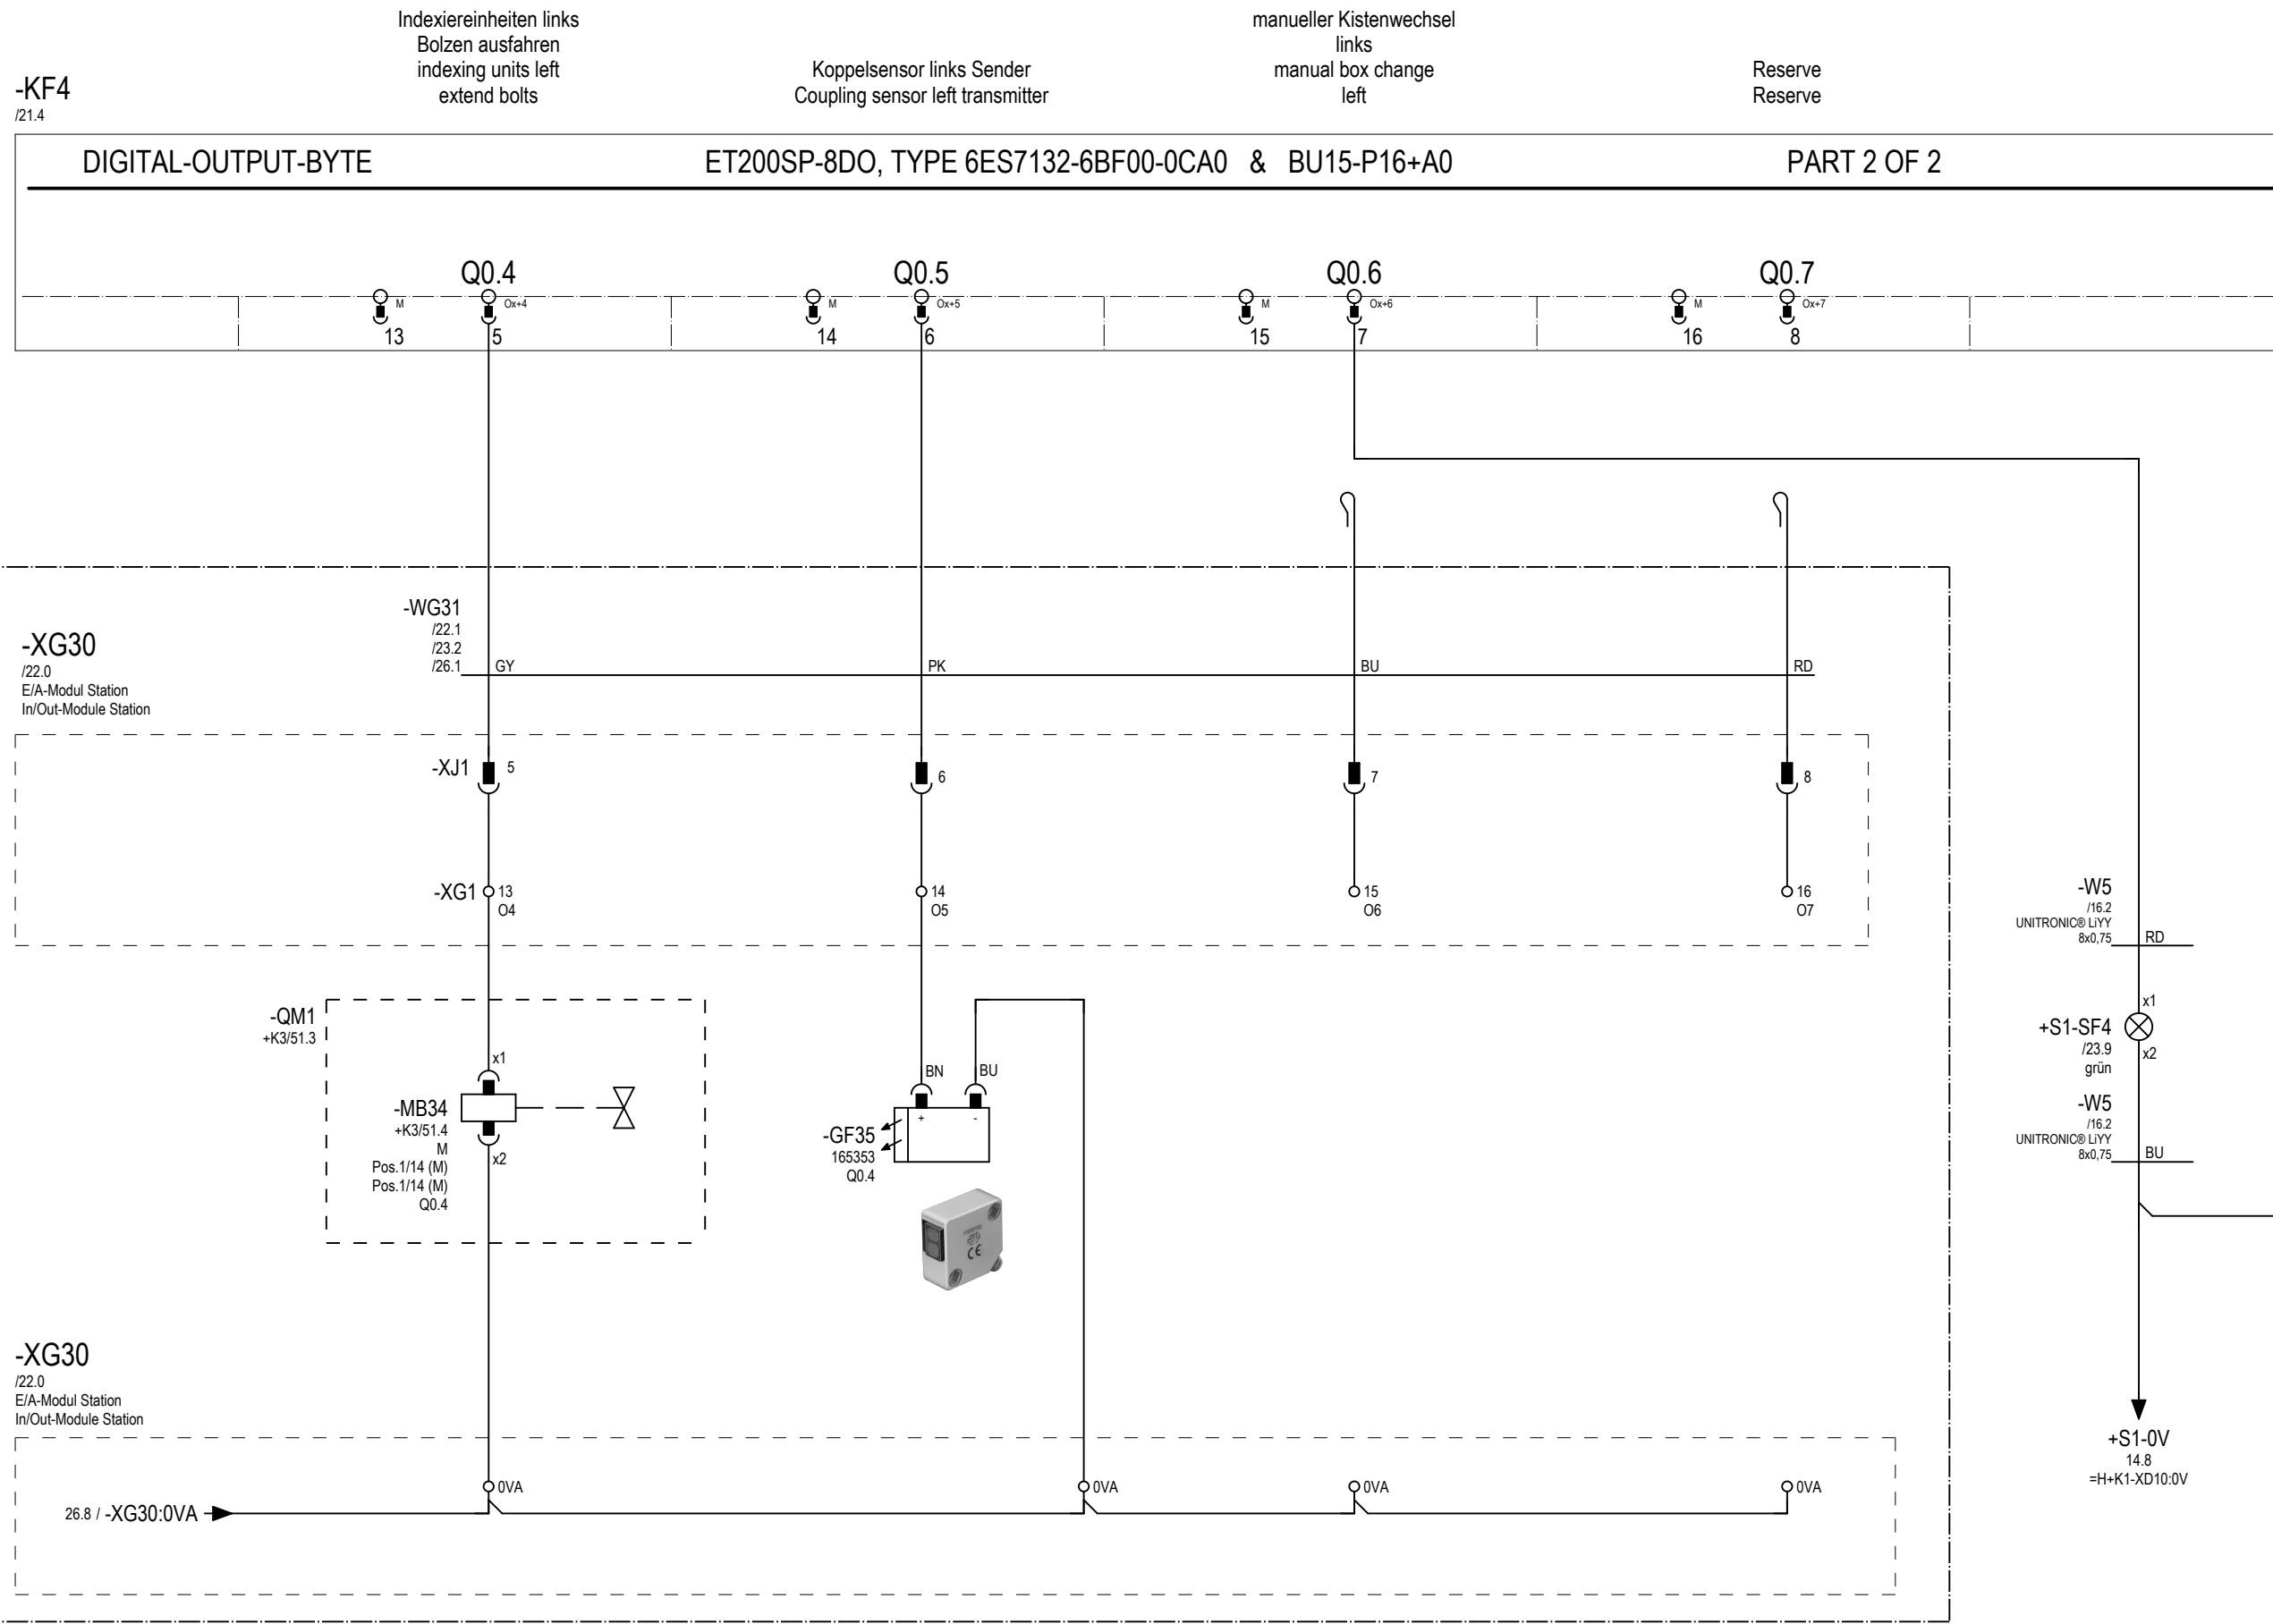 Indexiereinheiten links
Bolzen ausfahren
indexing units left
extend bolts
Koppelsensor links Sender
Coupling sensor left transmitter
manueller Kistenwechsel
links
manual box change
left
Reserve
Reserve
-KF4
/21.4
DIGITAL-OUTPUT-BYTE ET200SP-8DO, TYPE 6ES7132-6BF00-0CA0 & BU15-P16+A0 PART 2 OF 2
Q0.4 Q0.5 Q0.6 Q0.7
M Ox+4 M Ox+5 M Ox+6 M Ox+7
13 5 14 6 15 7 16 8
-WG31
/22.1
/23.2
/26.1 GY PK BU RD
-XG30
/22.0
E/A-Modul Station
In/Out-Module Station
-XJ1 5 6 7 8
-XG1 13 14 15 16
O4 O5 O6 O7
-W5
/16.2
UNITRONIC® LiYY
8x0,75 RD
-QM1
+K3/51.3
x1
-MB34
+K3/51.4
M
Pos.1/14 (M)
Pos.1/14 (M)
Q0.4
x2
BN BU
+ -
-GF35
165353
Q0.4
CE
x1
+S1-SF4
/23.9
grün
x2
-W5
/16.2
UNITRONIC® LiYY
8x0,75 BU
-XG30
/22.0
E/A-Modul Station
In/Out-Module Station
+S1-0V
14.8
=H+K1-XD10:0V
0VA 0VA 0VA 0VA
26.8 / -XG30:0VA